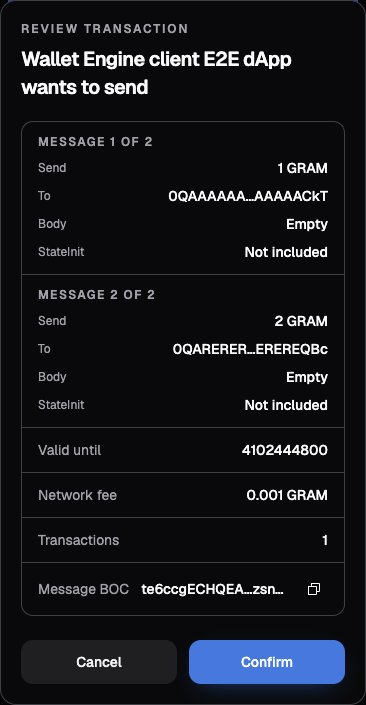 REVIEW TRANSACTION
Wallet Engine client E2E dApp
wants to send
MESSAGE 1 OF 2
Send 1 GRAM
To 0QAAAAAA...AAAAACkT
Body Empty
StateInit Not included
MESSAGE 2 OF 2
Send 2 GRAM
To 0QARERER...EREREQBc
Body Empty
StateInit Not included
Valid until 4102444800
Network fee 0.001 GRAM
Transactions 1
Message BOC te6ccgECHQEA...zsn...
Cancel Confirm